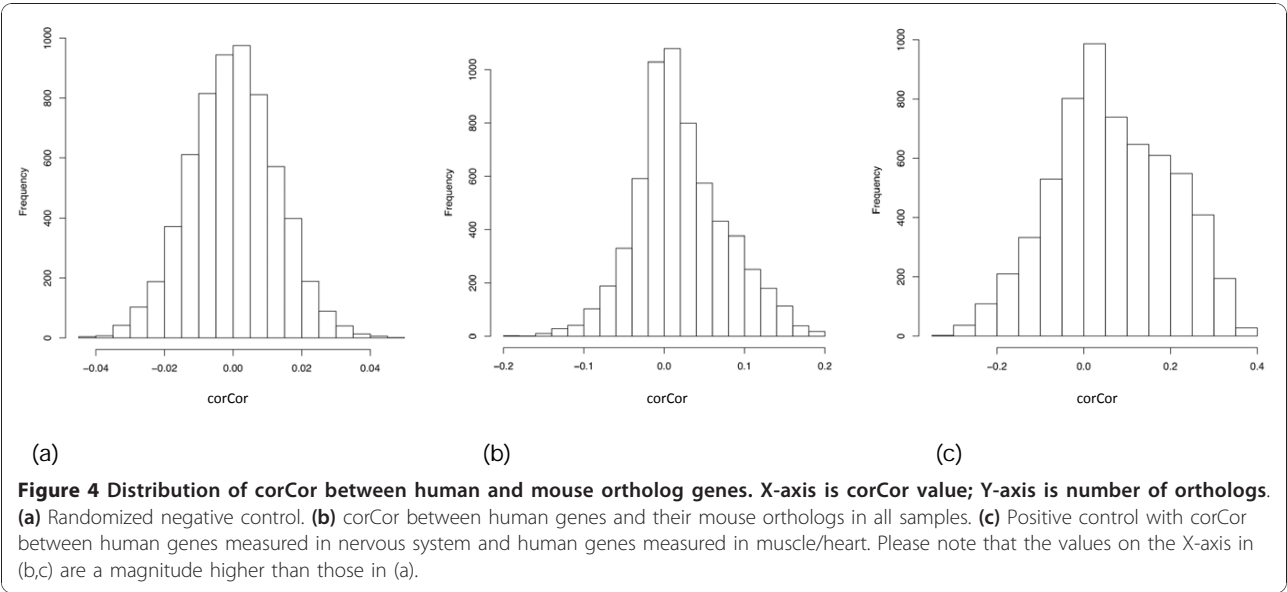 1000
800
600
400
200
0
Frequency
−0.04 −0.02 0.00 0.02 0.04
corCor
(a)
1000
800
600
400
200
0
Frequency
−0.2 −0.1 0.0 0.1 0.2
corCor
(b)
1000
800
600
400
200
0
Frequency
−0.2 0.0 0.2 0.4
corCor
(c)
Figure 4 Distribution of corCor between human and mouse ortholog genes. X-axis is corCor value; Y-axis is number of orthologs.
(a) Randomized negative control. (b) corCor between human genes and their mouse orthologs in all samples. (c) Positive control with corCor
between human genes measured in nervous system and human genes measured in muscle/heart. Please note that the values on the X-axis in
(b,c) are a magnitude higher than those in (a).